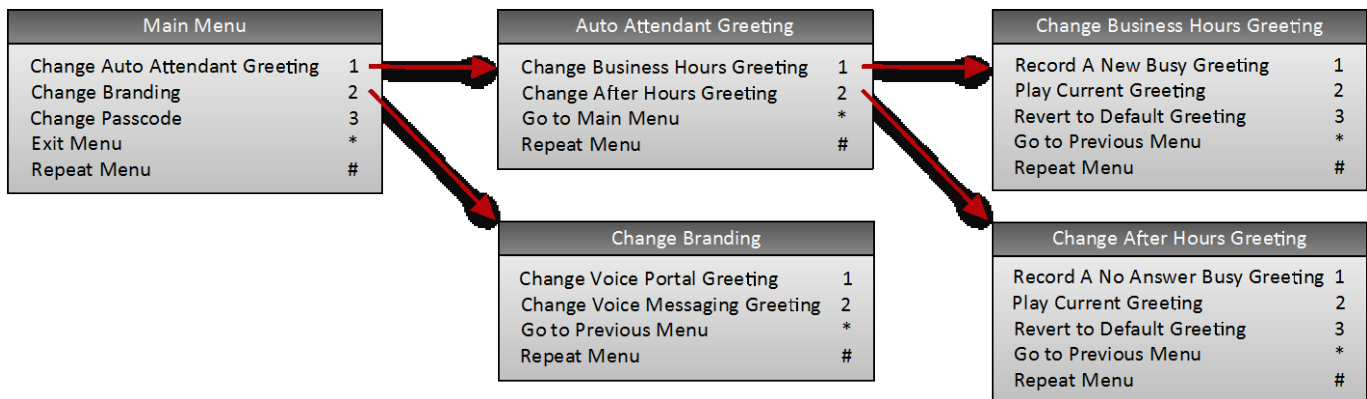 Main Menu
Change Auto Attendant Greeting 1
Change Branding 2
Change Passcode 3
Exit Menu *
Repeat Menu #
Auto Attendant Greeting
Change Business Hours Greeting 1
Change After Hours Greeting 2
Go to Main Menu *
Repeat Menu #
Change Business Hours Greeting
Record A New Busy Greeting 1
Play Current Greeting 2
Revert to Default Greeting 3
Go to Previous Menu *
Repeat Menu #
Change Branding
Change Voice Portal Greeting 1
Change Voice Messaging Greeting 2
Go to Previous Menu *
Repeat Menu #
Change After Hours Greeting
Record A No Answer Busy Greeting 1
Play Current Greeting 2
Revert to Default Greeting 3
Go to Previous Menu *
Repeat Menu #